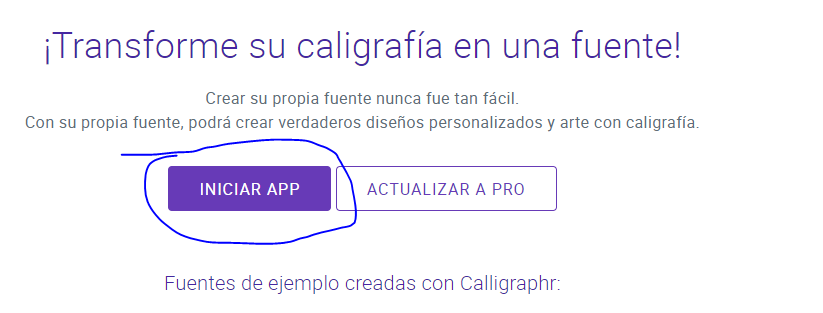 ¡Transforme su caligrafía en una fuente!
Crear su propia fuente nunca fue tan fácil.
Con su propia fuente, podrá crear verdaderos diseños personalizados y arte con caligrafía.
INICIAR APP ACTUALIZAR A PRO
Fuentes de ejemplo creadas con Calligraphr: